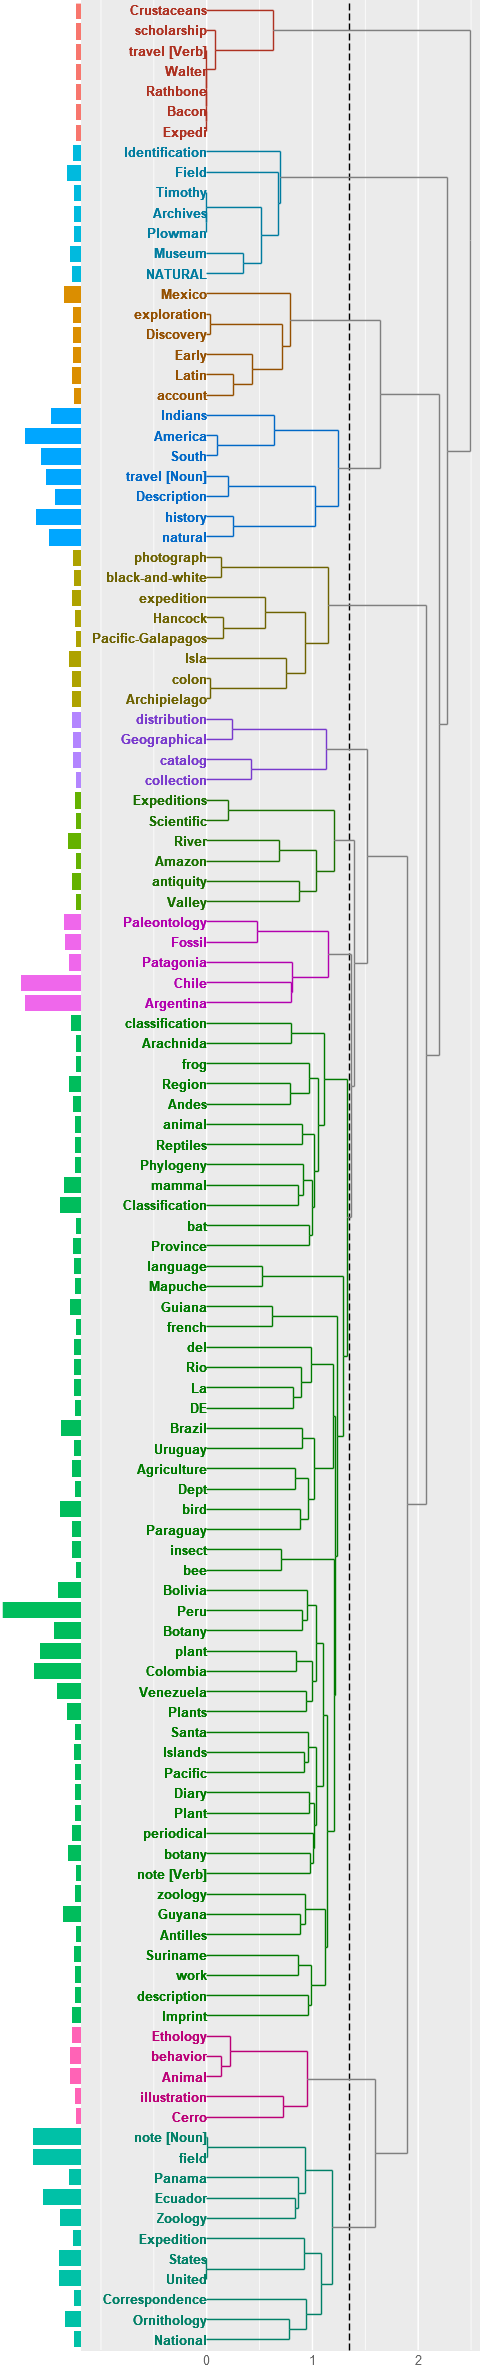 Crustaceans
scholarship
travel [Verb]
Walter
Rathbone
Bacon
Expedi
Identification
Field
Timothy
Archives
Plowman
Museum
NATURAL
Mexico
exploration
Discovery
Early
Latin
account
Indians
America
South
travel [Noun]
Description
history
natural
photograph
black-and-white
expedition
Hancock
Pacific-Galapagos
Isla
colon
Archipielago
distribution
Geographical
catalog
collection
Expeditions
Scientific
River
Amazon
antiquity
Valley
Paleontology
Fossil
Patagonia
Chile
Argentina
classification
Arachnida
frog
Region
Andes
animal
Reptiles
Phylogeny
mammal
Classification
bat
Province
language
Mapuche
Guiana
french
del
Rio
La
DE
Brazil
Uruguay
Agriculture
Dept
bird
Paraguay
insect
bee
Bolivia
Peru
Botany
plant
Colombia
Venezuela
Plants
Santa
Islands
Pacific
Diary
Plant
periodical
botany
note [Verb]
zoology
Guyana
Antilles
Suriname
work
description
Imprint
Ethology
behavior
Animal
illustration
Cerro
note [Noun]
field
Panama
Ecuador
Zoology
Expedition
States
United
Correspondence
Ornithology
National
0 1 2